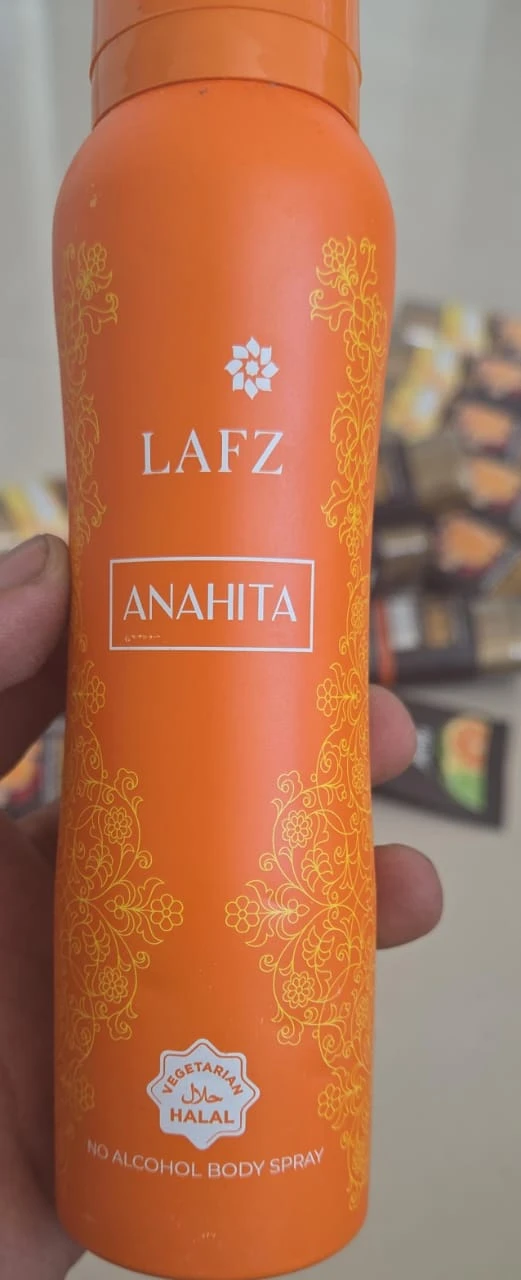 LAFZ
ANAHITA
VEGETARIAN
حلال
HALAL
NO ALCOHOL BODY SPRAY